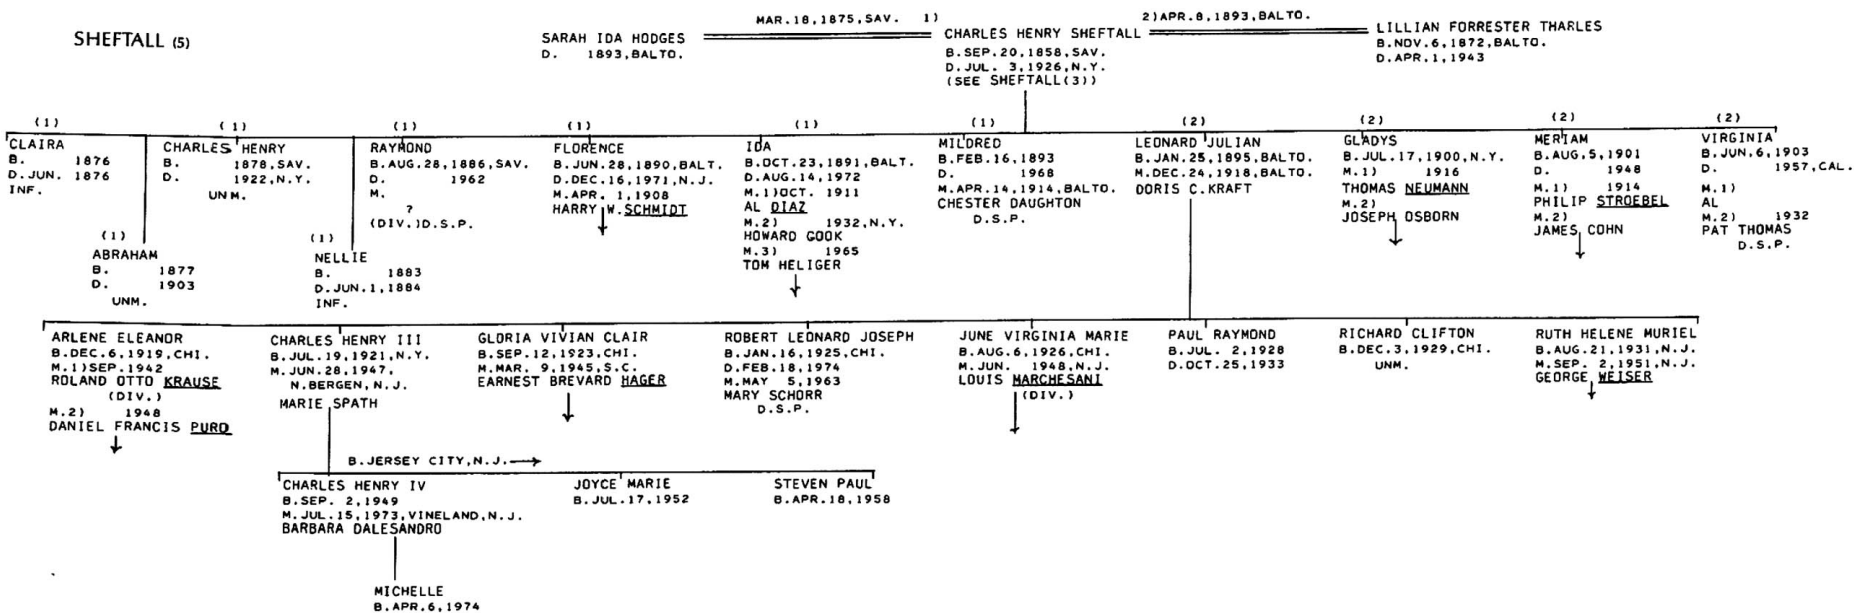 SHEFTALL (5)
SARAH IDA HODGES
D. 1893,BALTO.
MAR.18,1875,SAV. 1)
CHARLES HENRY SHEFTALL
B.SEP.20,1858,SAV.
D.JUL. 3,1926,N.Y.
(SEE SHEFTALL(3))
2)APR.8,1893,BALTO.
LILLIAN FORRESTER THARLES
B.NOV.6,1872,BALTO.
D.APR.1,1943
(1)
CLAIRA
B. 1876
D.JUN. 1876
INF.
(1)
ABRAHAM
B. 1877
D. 1903
UNM.
(1)
CHARLES HENRY
B. 1878,SAV.
D. 1922,N.Y.
UNM.
(1)
NELLIE
B. 1883
D.JUN.1,1884
INF.
(1)
RAYMOND
B.AUG.28,1886,SAV.
D. 1962
M.
?
(DIV.)D.S.P.
(1)
FLORENCE
B.JUN.28,1890,BALT.
D.DEC.16,1971,N.J.
M.APR. 1,1908
HARRY W.SCHMIDT
(1)
IDA
B.OCT.23,1891,BALT.
D.AUG.14,1972
M.1)OCT. 1911
AL DIAZ
M.2) 1932,N.Y.
HOWARD GOOK
M.3) 1965
TOM HELIGER
(1)
MILDRED
B.FEB.16,1893
D. 1968
M.APR.14,1914,BALTO.
CHESTER DAUGHTON
D.S.P.
(2)
LEONARD JULIAN
B.JAN.25,1895,BALTO.
M.DEC.24,1918,BALTO.
DORIS C.KRAFT
(2)
GLADYS
B.JUL.17,1900,N.Y.
M.1) 1916
THOMAS NEUMANN
M.2)
JOSEPH OSBORN
(2)
MERIAM
B.AUG.5,1901
D. 1948
M.1) 1914
PHILIP STROEBEL
M.2)
JAMES COHN
(2)
VIRGINIA
B.JUN.6,1903
D. 1957,CAL.
M.1)
AL
M.2) 1932
PAT THOMAS
D.S.P.
ARLENE ELEANOR
B.DEC.6,1919,CHI.
M.1)SEP.1942
ROLAND OTTO KRAUSE
(DIV.)
M.2) 1948
DANIEL FRANCIS PURO
CHARLES HENRY III
B.JUL.19,1921,N.Y.
M.JUN.28,1947,
N.BERGEN,N.J.
MARIE SPATH
GLORIA VIVIAN CLAIR
B.SEP.12,1923,CHI.
M.MAR. 9,1945,S.C.
EARNEST BREVARD HAGER
ROBERT LEONARD JOSEPH
B.JAN.16,1925,CHI.
D.FEB.18,1974
M.MAY 5,1963
MARY SCHORR
D.S.P.
JUNE VIRGINIA MARIE
B.AUG.6,1926,CHI.
M.JUN. 1948,N.J.
LOUIS MARCHESANI
(DIV.)
PAUL RAYMOND
B.JUL. 2,1928
D.OCT.25,1933
RICHARD CLIFTON
B.DEC.3,1929,CHI.
UNM.
RUTH HELENE MURIEL
B.AUG.21,1931,N.J.
M.SEP. 2,1951,N.J.
GEORGE WEISER
B.JERSEY CITY,N.J.
CHARLES HENRY IV
B.SEP. 2,1949
M.JUL.15,1973,VINELAND,N.J.
BARBARA DALESANDRO
JOYCE MARIE
B.JUL.17,1952
STEVEN PAUL
B.APR.18,1958
MICHELLE
B.APR.6,1974